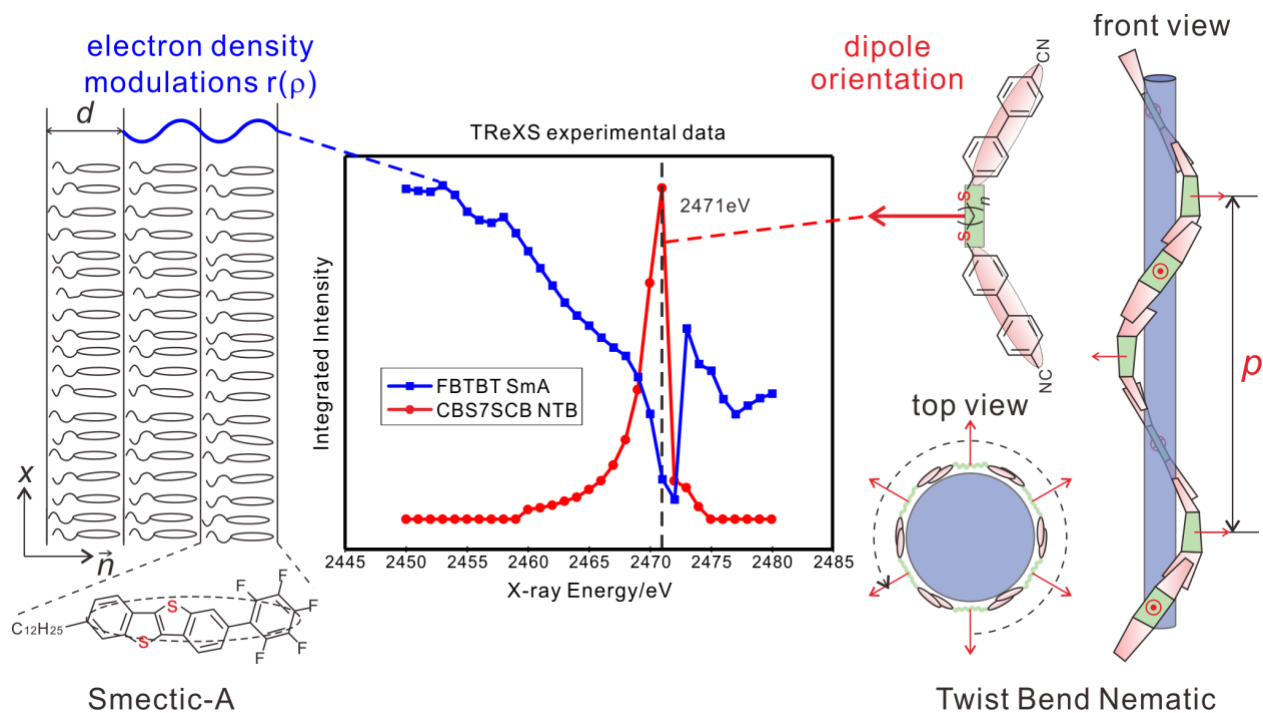 electron density
modulations r(ρ)
d
x
n
C12H25
S
S
F
F
F
F
F
Smectic-A
TReXS experimental data
Integrated Intensity
2471eV
FBTBT SmA
CBS7SCB NTB
2445 2450 2455 2460 2465 2470 2475 2480 2485
X-ray Energy/eV
dipole
orientation
CN
S
n
S
NC
top view
front view
p
Twist Bend Nematic